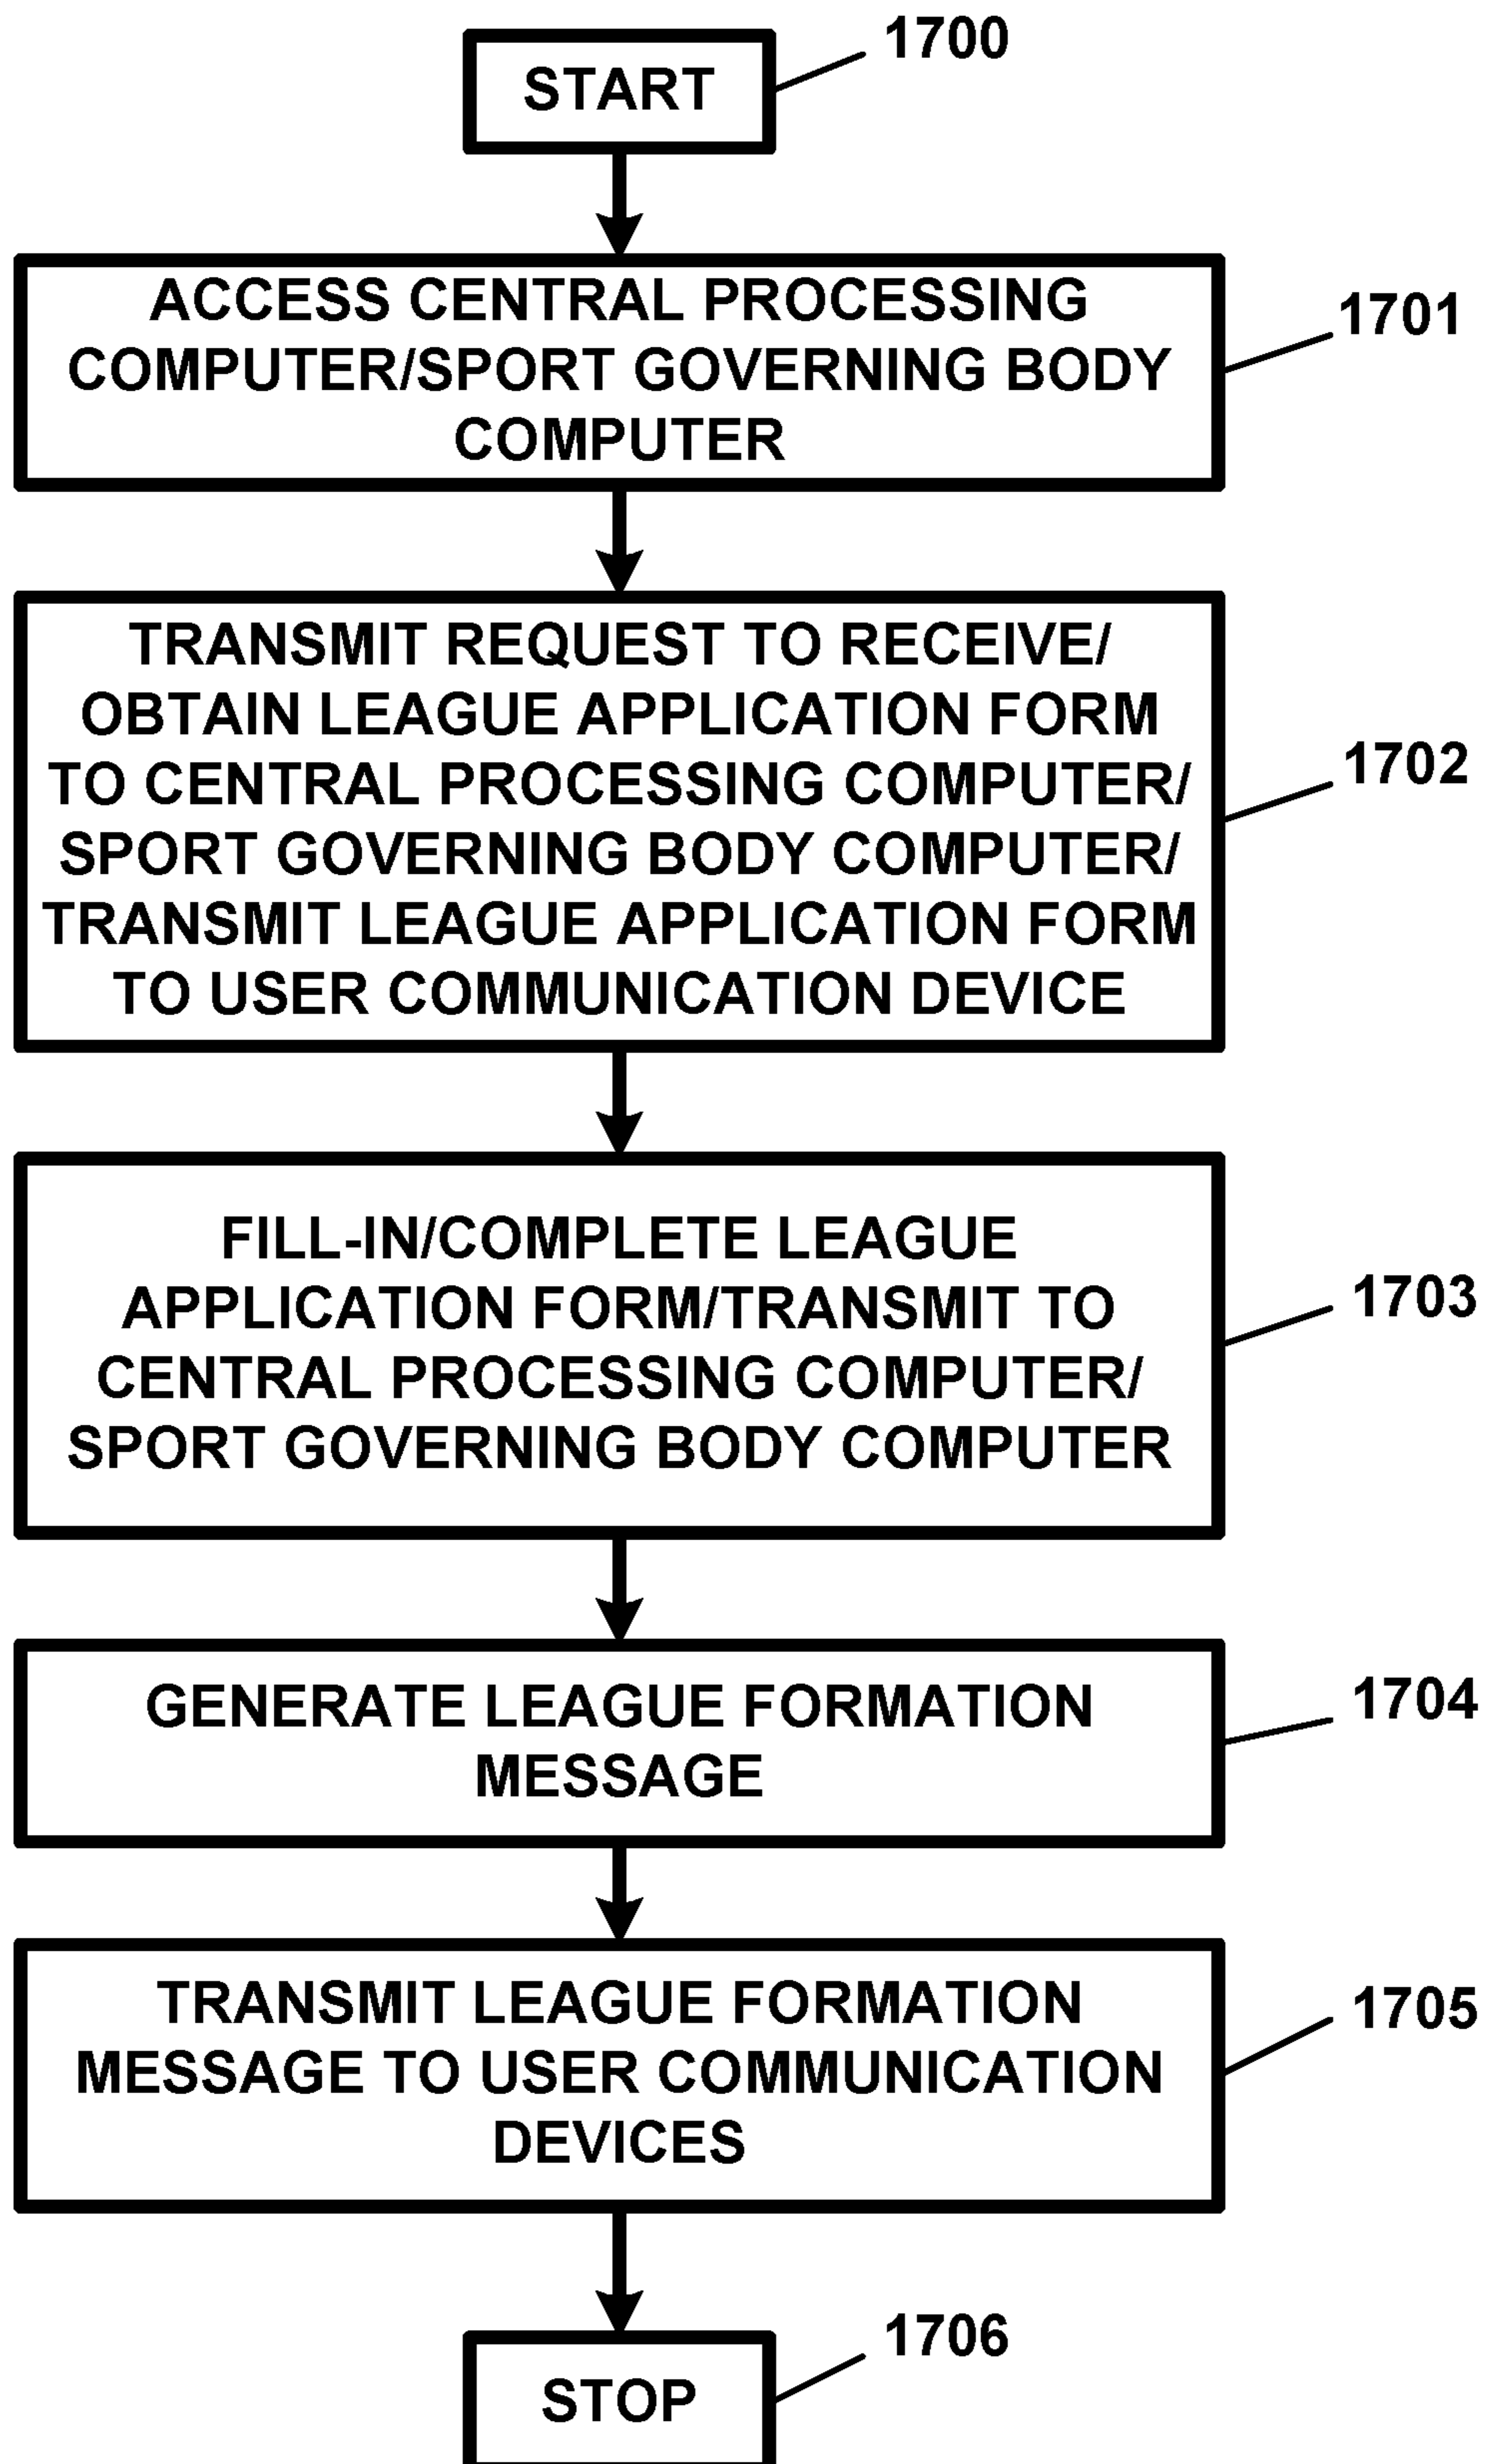 1700
START
ACCESS CENTRAL PROCESSING
COMPUTER/SPORT GOVERNING BODY
COMPUTER
1701
TRANSMIT REQUEST TO RECEIVE/
OBTAIN LEAGUE APPLICATION FORM
TO CENTRAL PROCESSING COMPUTER/
SPORT GOVERNING BODY COMPUTER/
TRANSMIT LEAGUE APPLICATION FORM
TO USER COMMUNICATION DEVICE
1702
FILL-IN/COMPLETE LEAGUE
APPLICATION FORM/TRANSMIT TO
CENTRAL PROCESSING COMPUTER/
SPORT GOVERNING BODY COMPUTER
1703
GENERATE LEAGUE FORMATION
MESSAGE
1704
TRANSMIT LEAGUE FORMATION
MESSAGE TO USER COMMUNICATION
DEVICES
1705
1706
STOP